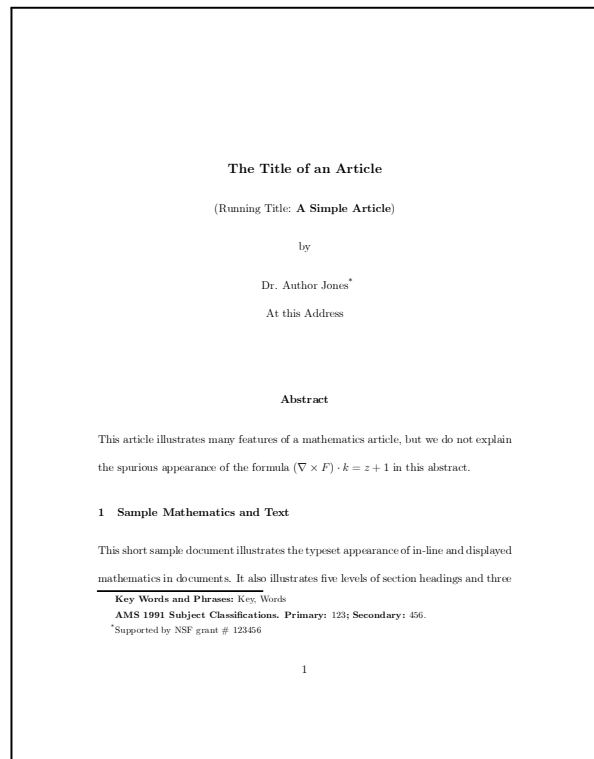 The Title of an Article
(Running Title: A Simple Article)
by
Dr. Author Jones*
At this Address
Abstract
This article illustrates many features of a mathematics article, but we do not explain
the spurious appearance of the formula (∇ × F) · k = z + 1 in this abstract.
1 Sample Mathematics and Text
This short sample document illustrates the typeset appearance of in-line and displayed
mathematics in documents. It also illustrates five levels of section headings and three
Key Words and Phrases: Key, Words
AMS 1991 Subject Classifications. Primary: 123; Secondary: 456.
*Supported by NSF grant # 123456
1